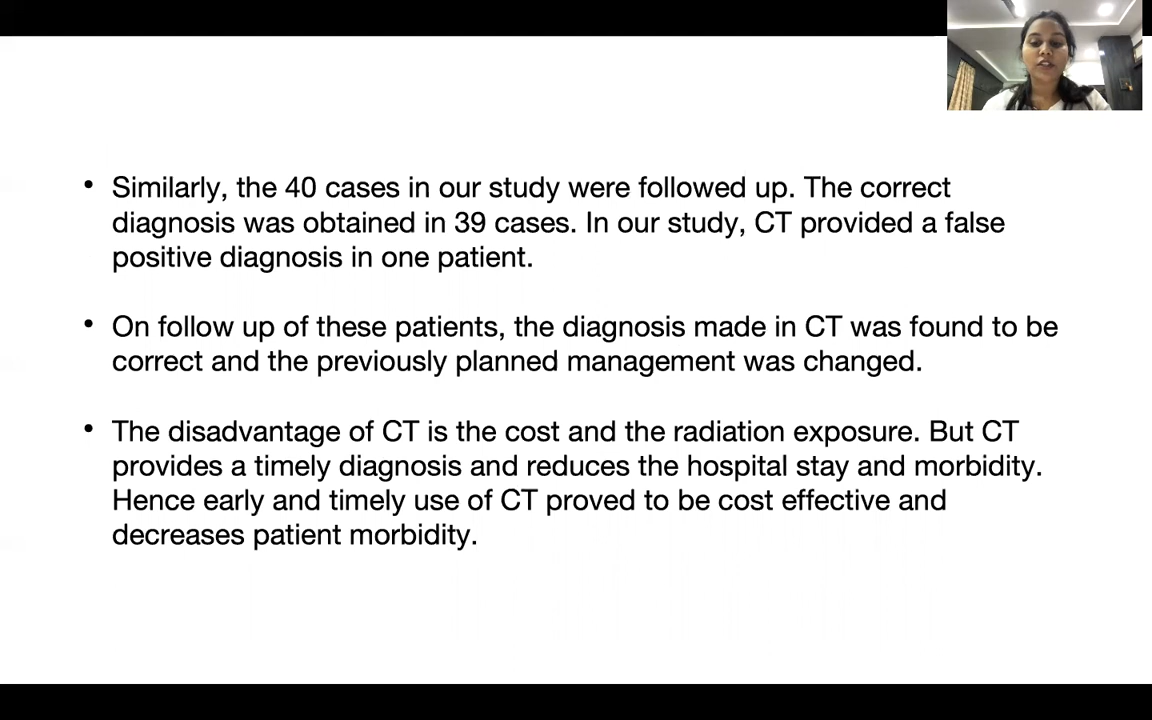 • Similarly, the 40 cases in our study were followed up. The correct
diagnosis was obtained in 39 cases. In our study, CT provided a false
positive diagnosis in one patient.
• On follow up of these patients, the diagnosis made in CT was found to be
correct and the previously planned management was changed.
• The disadvantage of CT is the cost and the radiation exposure. But CT
provides a timely diagnosis and reduces the hospital stay and morbidity.
Hence early and timely use of CT proved to be cost effective and
decreases patient morbidity.